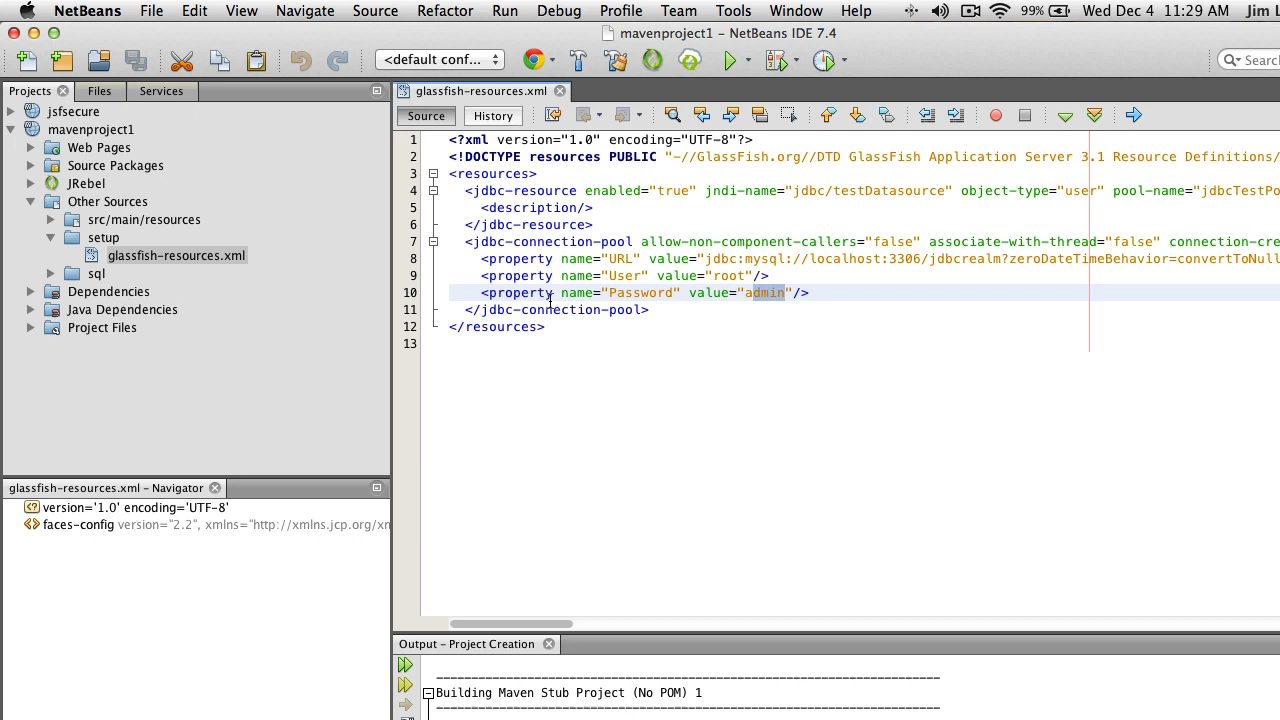 NetBeans File Edit View Navigate Source Refactor Run Debug Profile Team Tools Window Help 99% Wed Dec 4 11:29 AM Jim L
mavenproject1 – NetBeans IDE 7.4
<default conf... Searc
Projects Files Services
jsfsecure
mavenproject1
Web Pages
Source Packages
JRebel
Other Sources
src/main/resources
setup
glassfish-resources.xml
sql
Dependencies
Java Dependencies
Project Files
glassfish-resources.xml – Navigator
version='1.0' encoding='UTF-8'
faces-config version="2.2", xmlns="http://xmlns.jcp.org/xn
glassfish-resources.xml
Source History
1 <?xml version="1.0" encoding="UTF-8"?>
2 <!DOCTYPE resources PUBLIC "-//GlassFish.org//DTD GlassFish Application Server 3.1 Resource Definitions/
3 <resources>
4 <jdbc-resource enabled="true" jndi-name="jdbc/testDatasource" object-type="user" pool-name="jdbcTestPo
5 <description/>
6 </jdbc-resource>
7 <jdbc-connection-pool allow-non-component-callers="false" associate-with-thread="false" connection-cre
8 <property name="URL" value="jdbc:mysql://localhost:3306/jdbcrealm?zeroDateTimeBehavior=convertToNull
9 <property name="User" value="root"/>
10 <property name="Password" value="admin"/>
11 </jdbc-connection-pool>
12 </resources>
13
Output – Project Creation
------------------------------------------------------------------------
Building Maven Stub Project (No POM) 1
------------------------------------------------------------------------